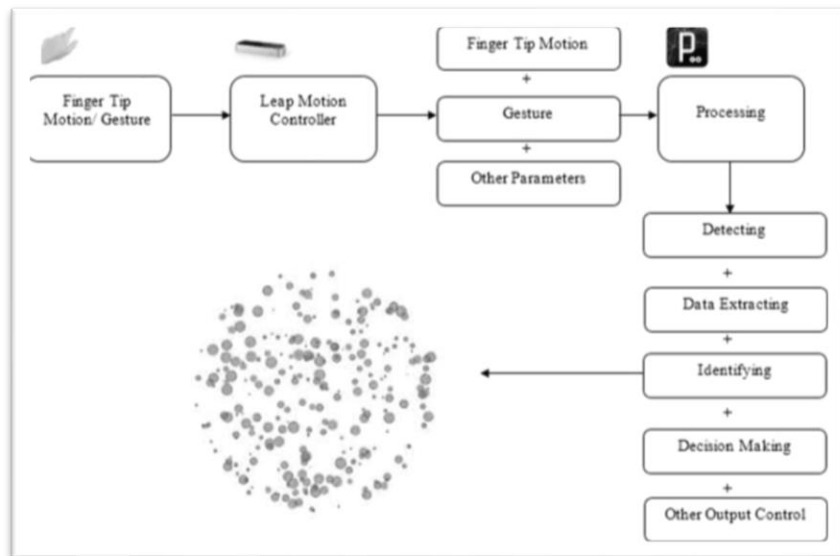 Finger Tip
Motion/ Gesture
Leap Motion
Controller
Finger Tip Motion
+
Gesture
+
Other Parameters
P
Processing
Detecting
+
Data Extracting
+
Identifying
+
Decision Making
+
Other Output Control